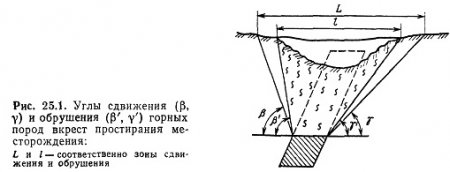 Рис. 25.1. Углы сдвижения (β,
γ) и обрушения (β', γ') горных
пород вкрест простирания ме-
сторождения:
L и l — соответственно зоны сдви-
жения и обрушения
L
l
β
β'
γ'
γ